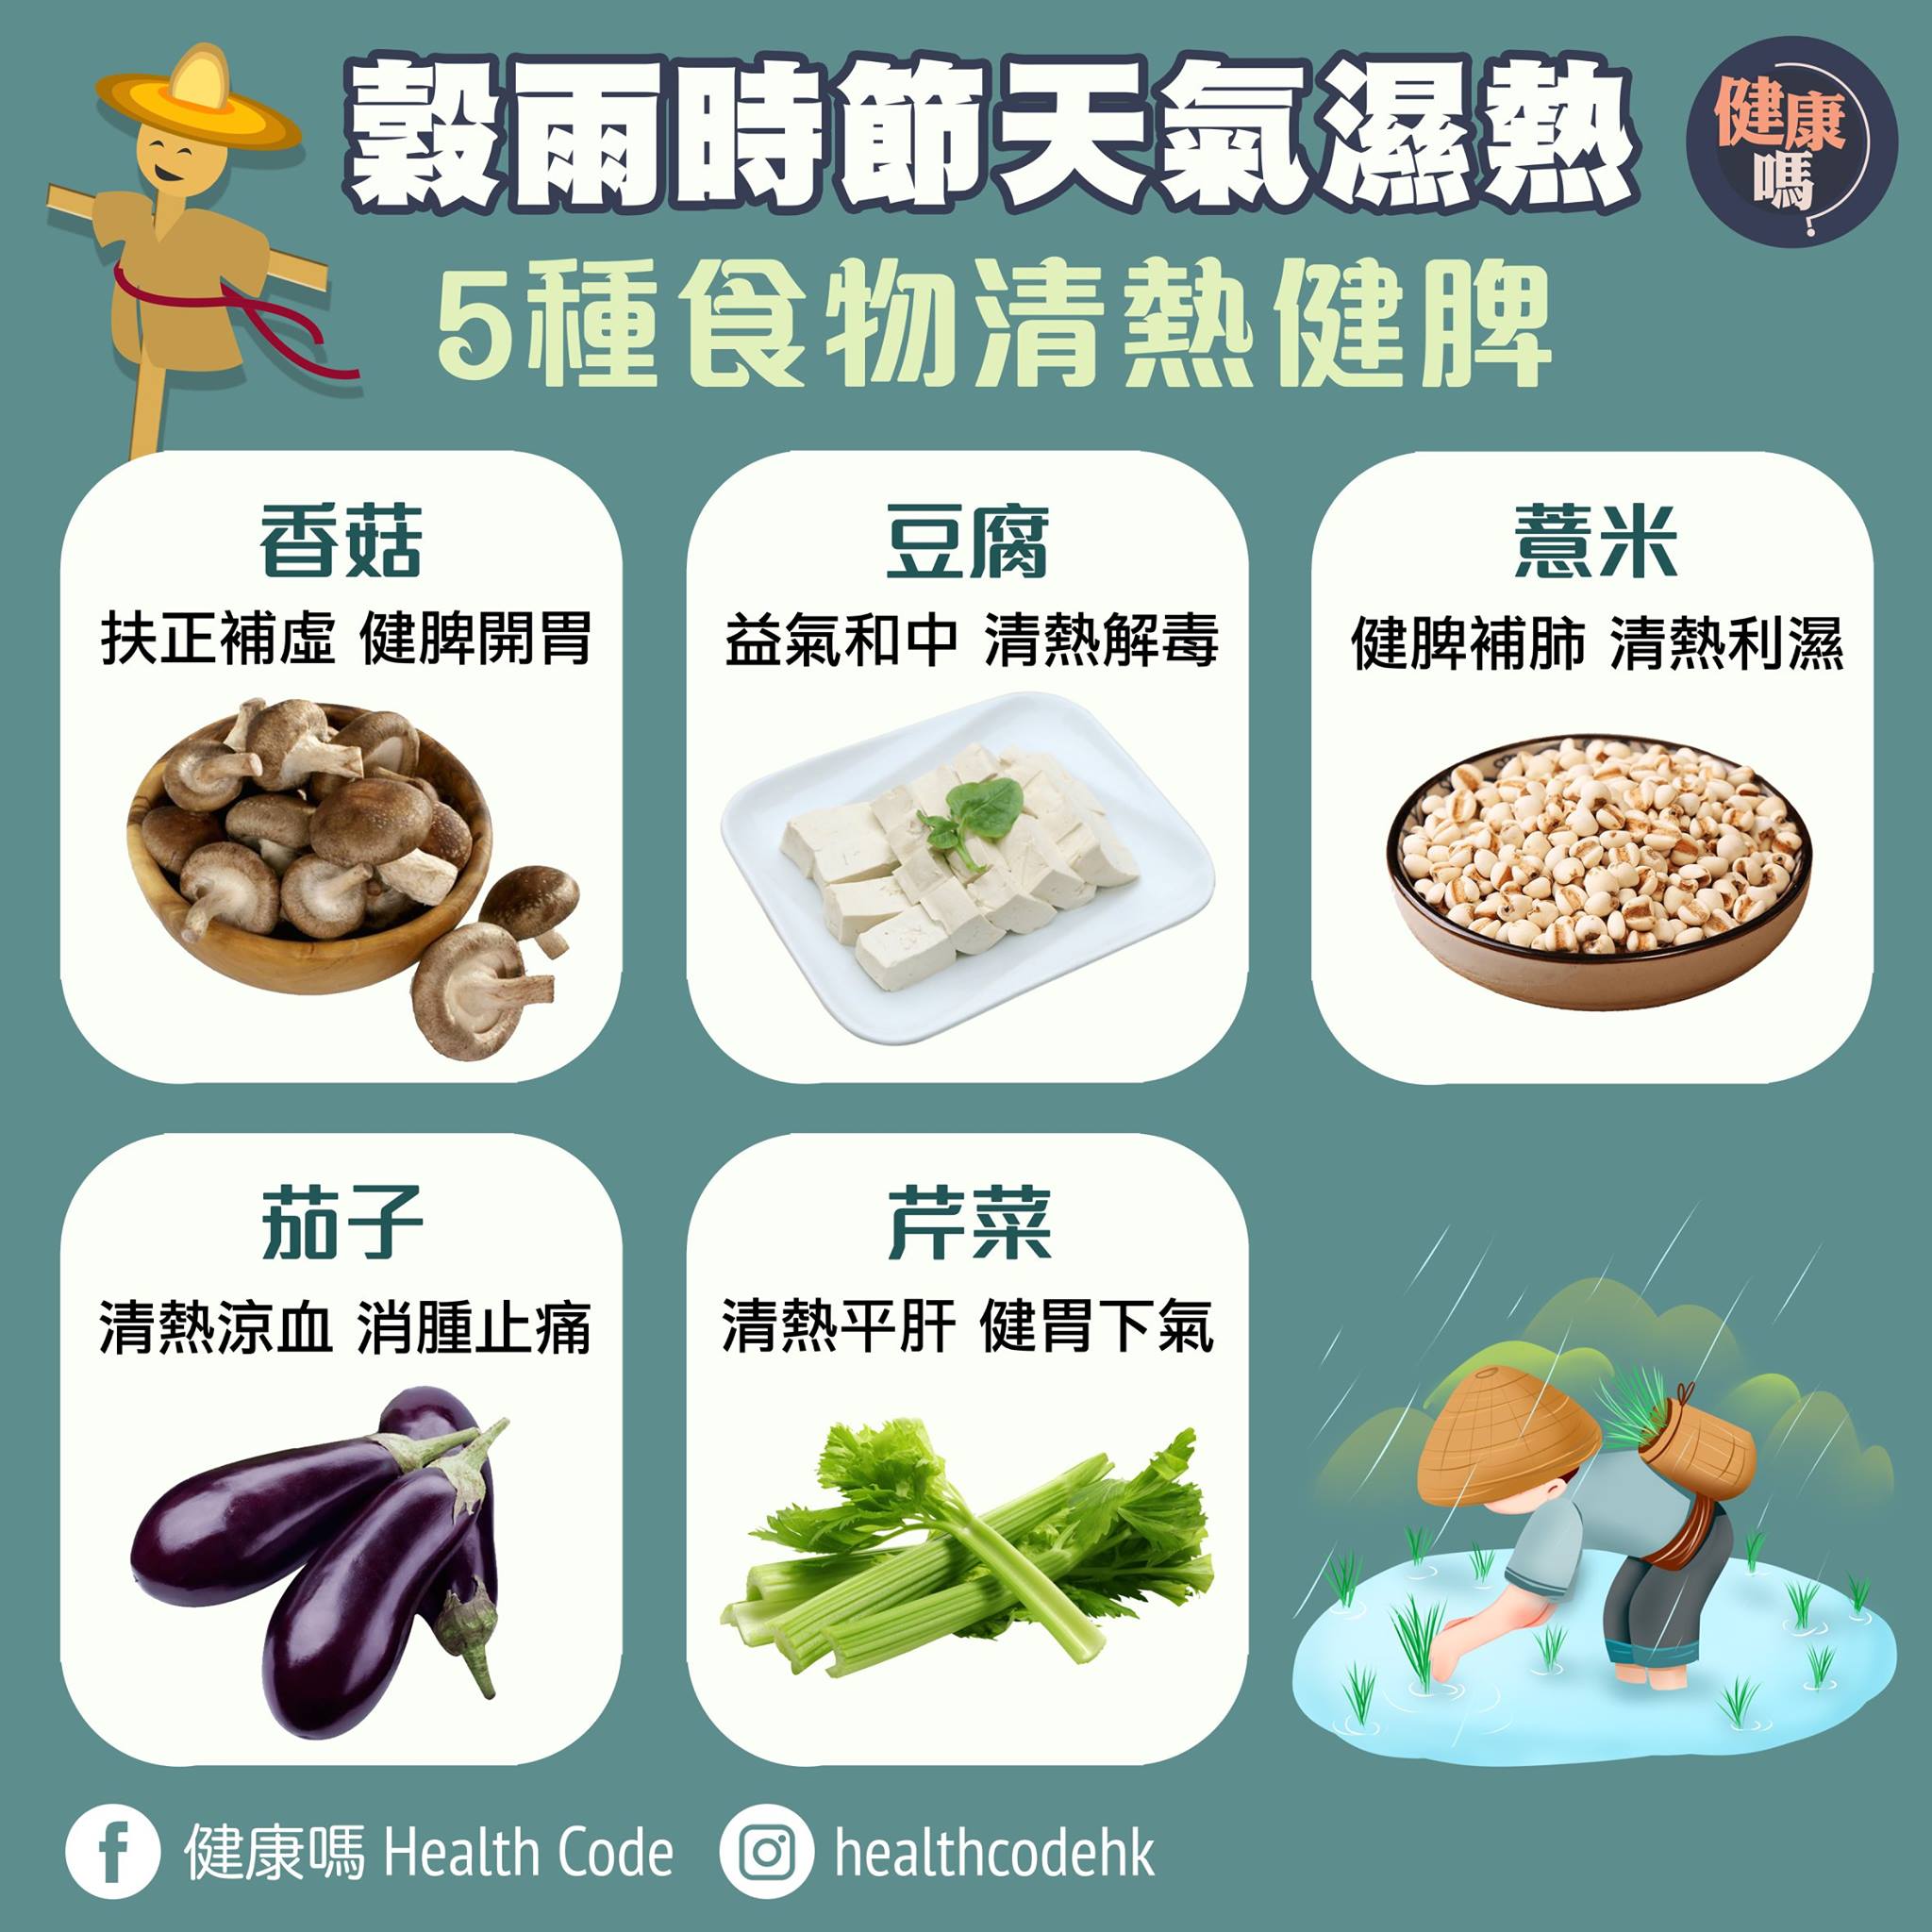 穀雨時節天氣濕熱
健康
嗎?
5種食物清熱健脾
香菇
扶正補虛 健脾開胃
豆腐
益氣和中 清熱解毒
薏米
健脾補肺 清熱利濕
茄子
清熱涼血 消腫止痛
芹菜
清熱平肝 健胃下氣
健康嗎 Health Code
healthcodehk